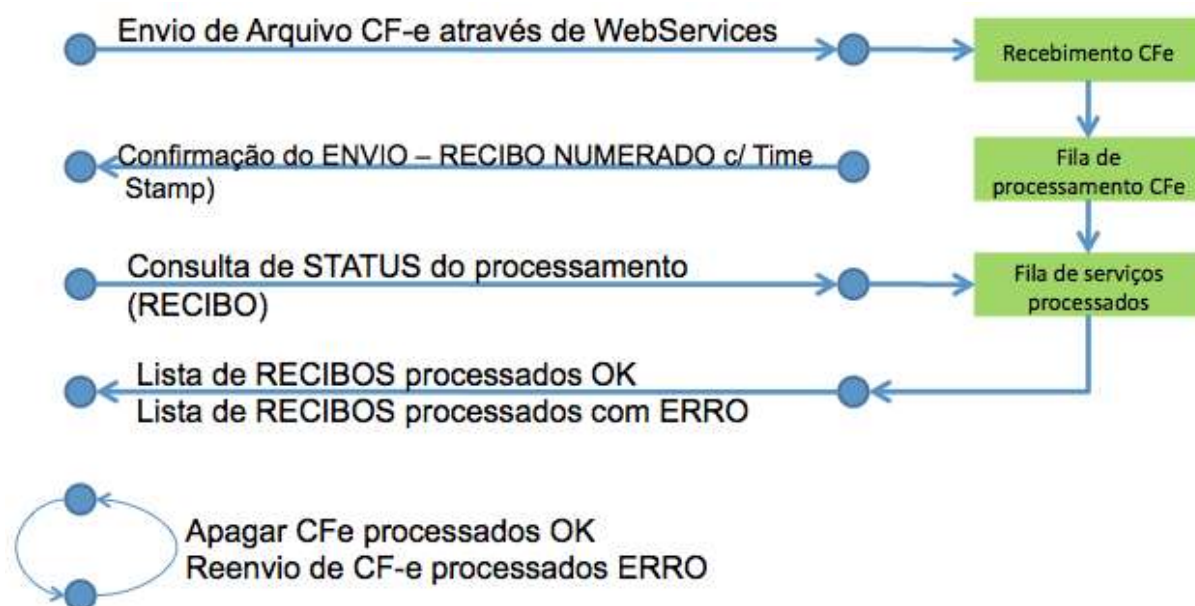 Envio de Arquivo CF-e através de WebServices
Recebimento CFe
Confirmação do ENVIO – RECIBO NUMERADO c/ Time
Stamp)
Fila de
processamento CFe
Consulta de STATUS do processamento
(RECIBO)
Fila de serviços
processados
Lista de RECIBOS processados OK
Lista de RECIBOS processados com ERRO
Apagar CFe processados OK
Reenvio de CF-e processados ERRO